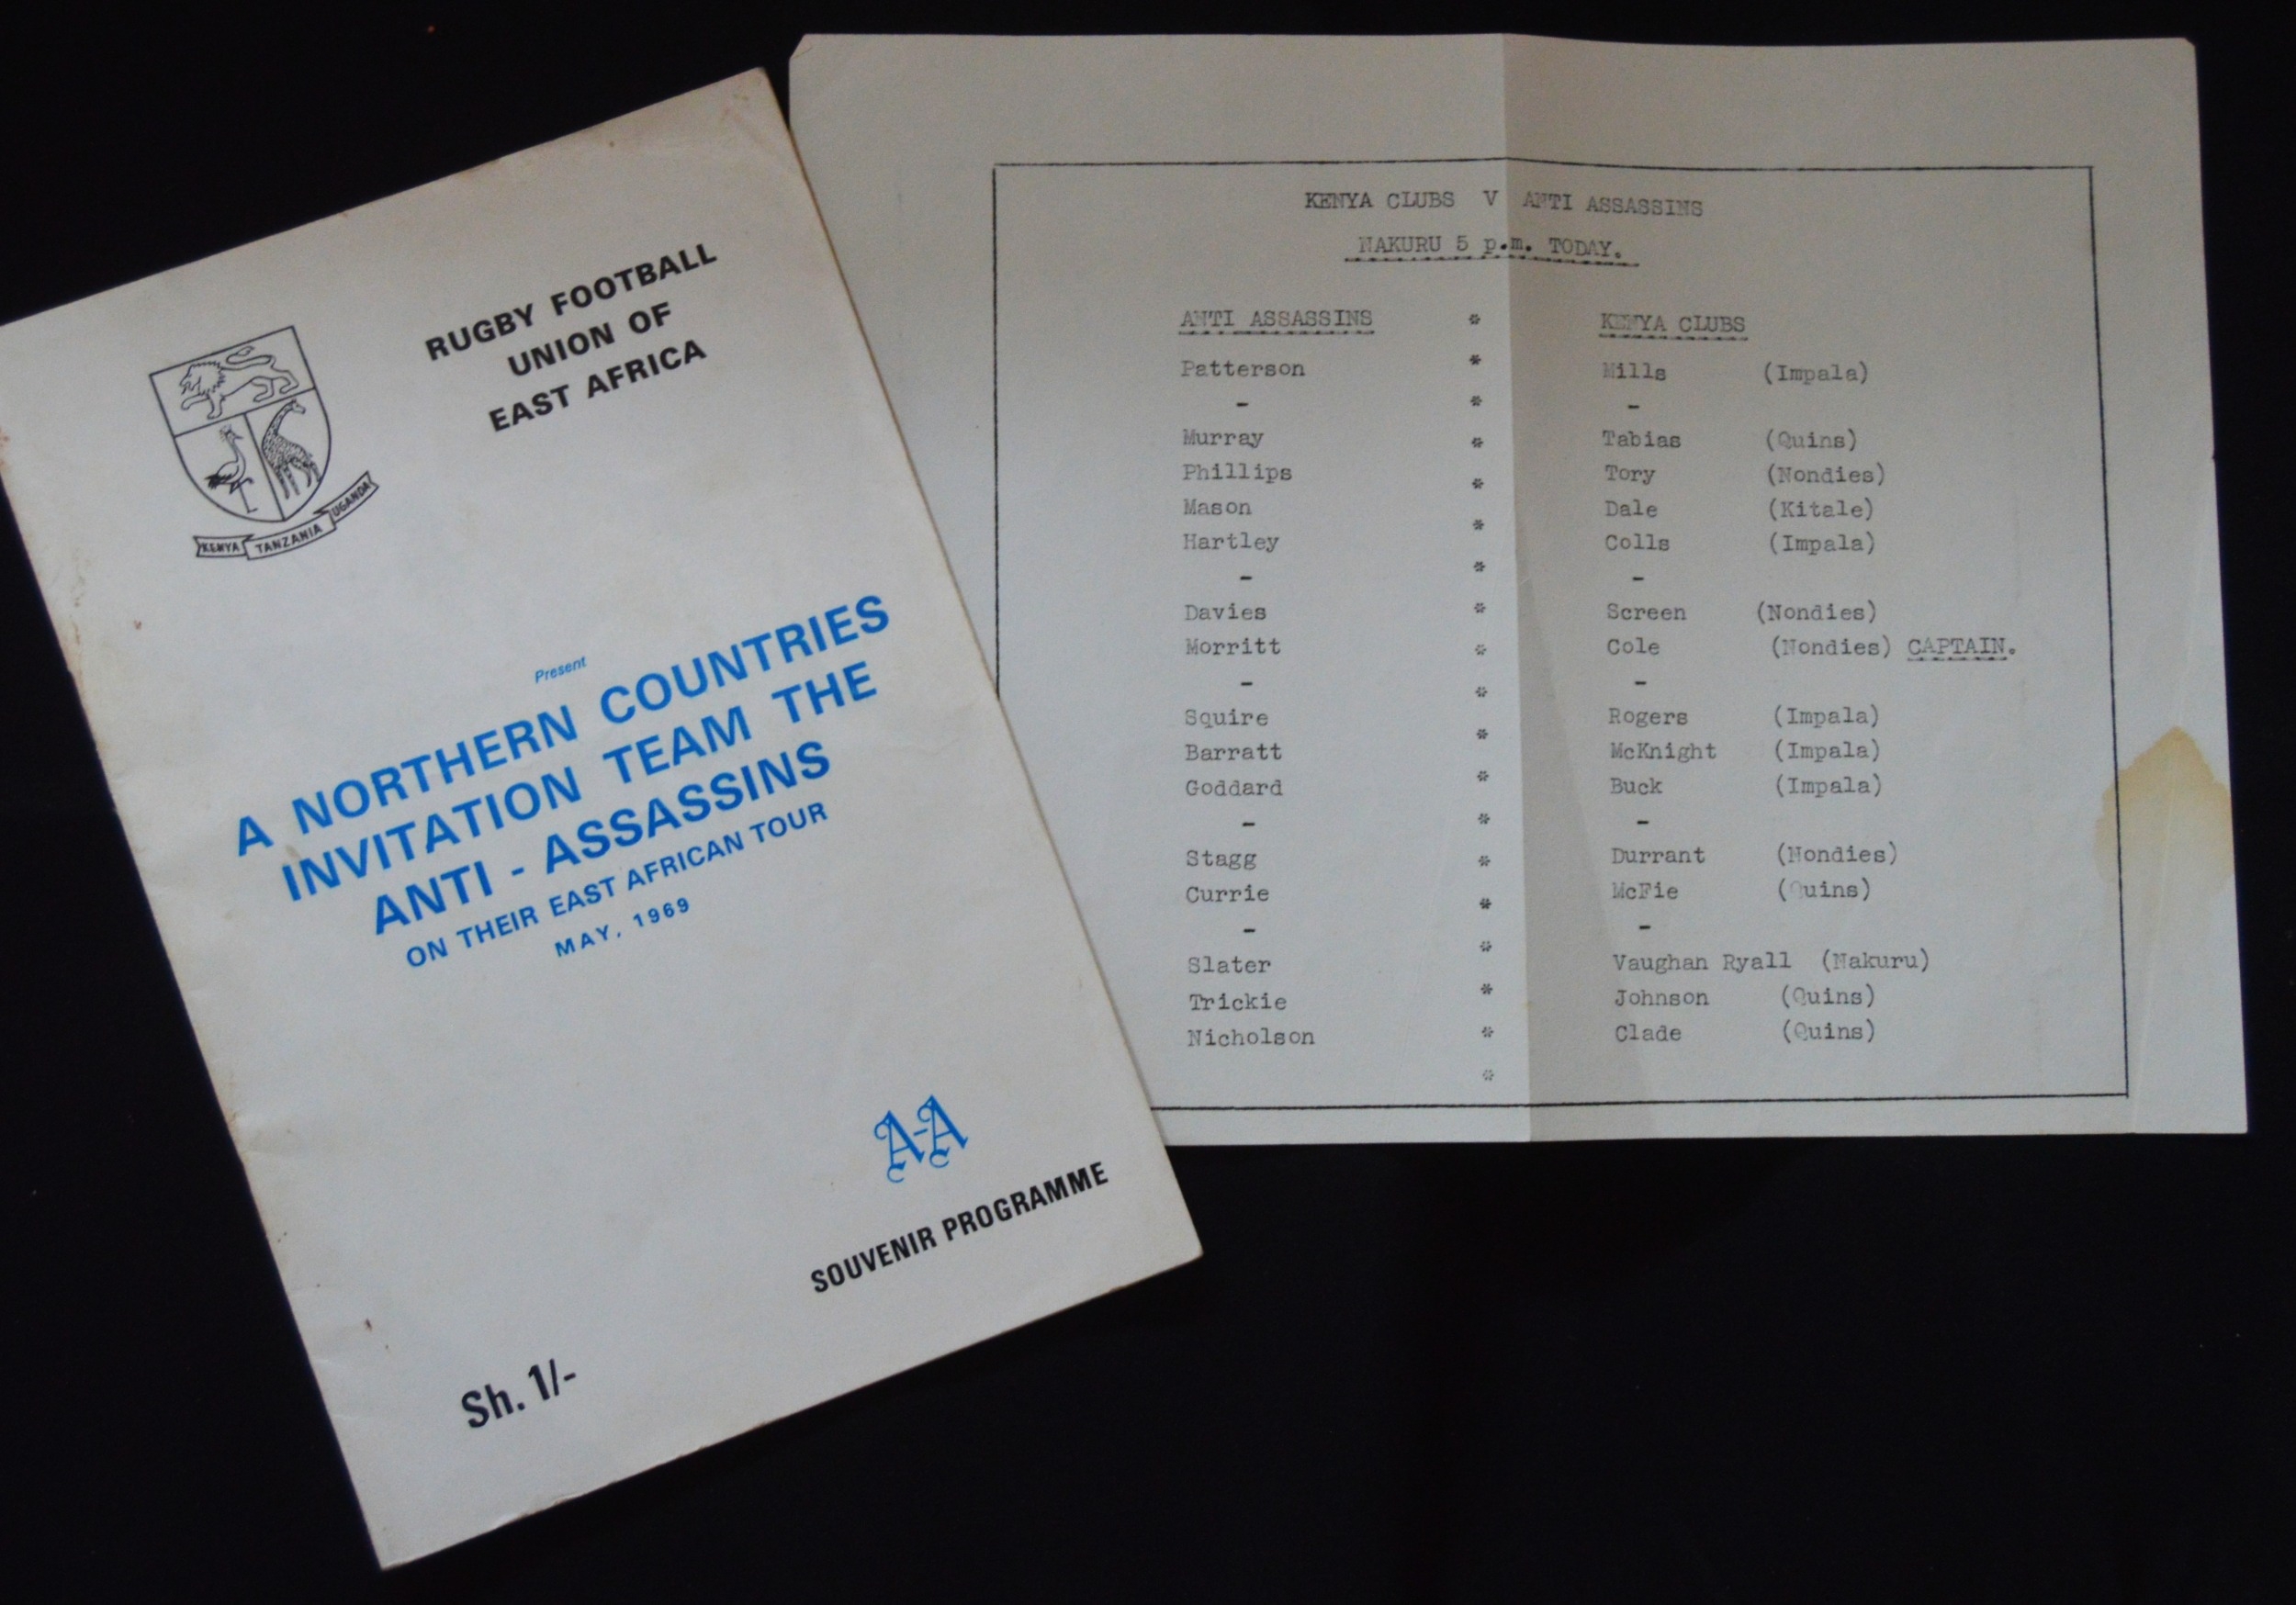 RUGBY FOOTBALL
UNION OF
EAST AFRICA
KENYA TANZANIA UGANDA
Present
A NORTHERN COUNTRIES
INVITATION TEAM THE
ANTI - ASSASSINS
ON THEIR EAST AFRICAN TOUR
MAY, 1969
A-A
SOUVENIR PROGRAMME
Sh. 1/-
KENYA CLUBS V ANTI ASSASSINS
NAKURU 5 p.m. TODAY.
ANTI ASSASSINS * KENYA CLUBS
Patterson * Mills (Impala)
- * -
Murray * Tabias (Quins)
Phillips * Tory (Nondies)
Mason * Dale (Kitale)
Hartley * Colls (Impala)
- * -
Davies * Screen (Nondies)
Morritt * Cole (Nondies) CAPTAIN.
- * -
Squire * Rogers (Impala)
Barratt McKnight (Impala)
Goddard * Buck (Impala)
- * -
Stagg * Durrant (Nondies)
Currie * McFie (Quins)
- * -
Slater Vaughan Ryall (Nakuru)
Trickie * Johnson (Quins)
Nicholson * Clade (Quins)
*